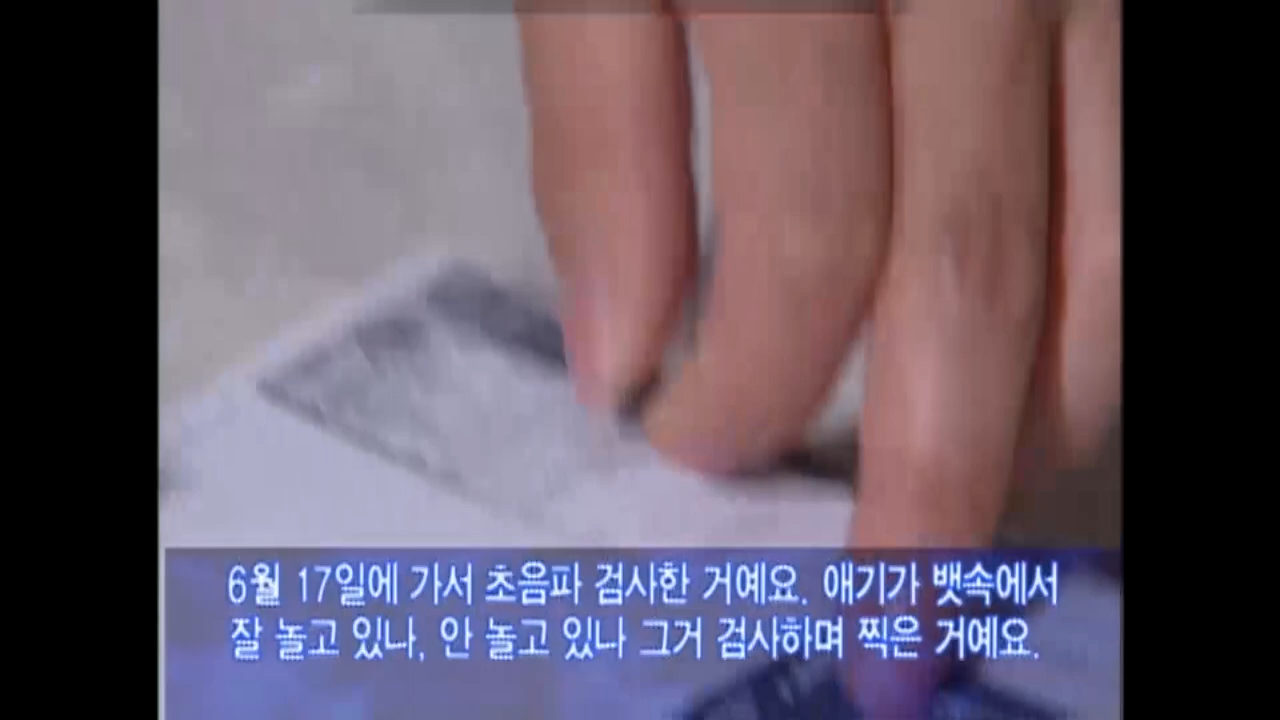 6월 17일에 가서 초음파 검사한 거예요. 애기가 뱃속에서
잘 놀고 있나, 안 놀고 있나 그거 검사하며 찍은 거예요.